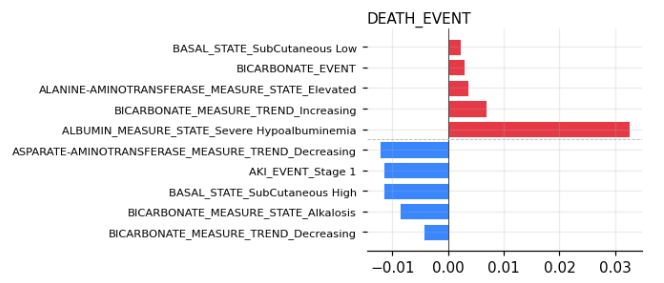 DEATH_EVENT
BASAL_STATE_SubCutaneous Low
BICARBONATE_EVENT
ALANINE-AMINOTRANSFERASE_MEASURE_STATE_Elevated
BICARBONATE_MEASURE_TREND_Increasing
ALBUMIN_MEASURE_STATE_Severe Hypoalbuminemia
ASPARATE-AMINOTRANSFERASE_MEASURE_TREND_Decreasing
AKI_EVENT_Stage 1
BASAL_STATE_SubCutaneous High
BICARBONATE_MEASURE_STATE_Alkalosis
BICARBONATE_MEASURE_TREND_Decreasing
−0.01 0.00 0.01 0.02 0.03